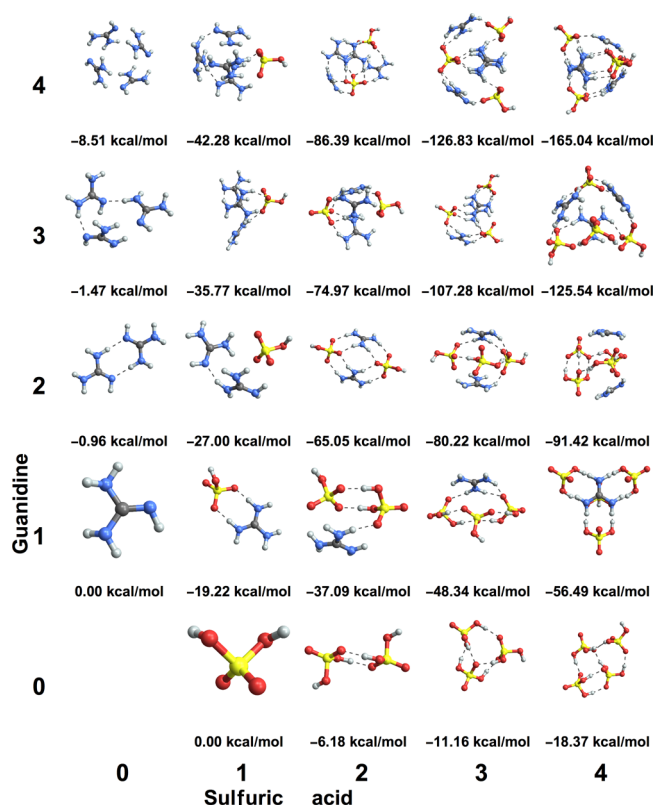 4
−8.51 kcal/mol −42.28 kcal/mol −86.39 kcal/mol −126.83 kcal/mol −165.04 kcal/mol
3
−1.47 kcal/mol −35.77 kcal/mol −74.97 kcal/mol −107.28 kcal/mol −125.54 kcal/mol
2
−0.96 kcal/mol −27.00 kcal/mol −65.05 kcal/mol −80.22 kcal/mol −91.42 kcal/mol
Guanidine
1
0.00 kcal/mol −19.22 kcal/mol −37.09 kcal/mol −48.34 kcal/mol −56.49 kcal/mol
0
0.00 kcal/mol −6.18 kcal/mol −11.16 kcal/mol −18.37 kcal/mol
0 1 2 3 4
Sulfuric acid